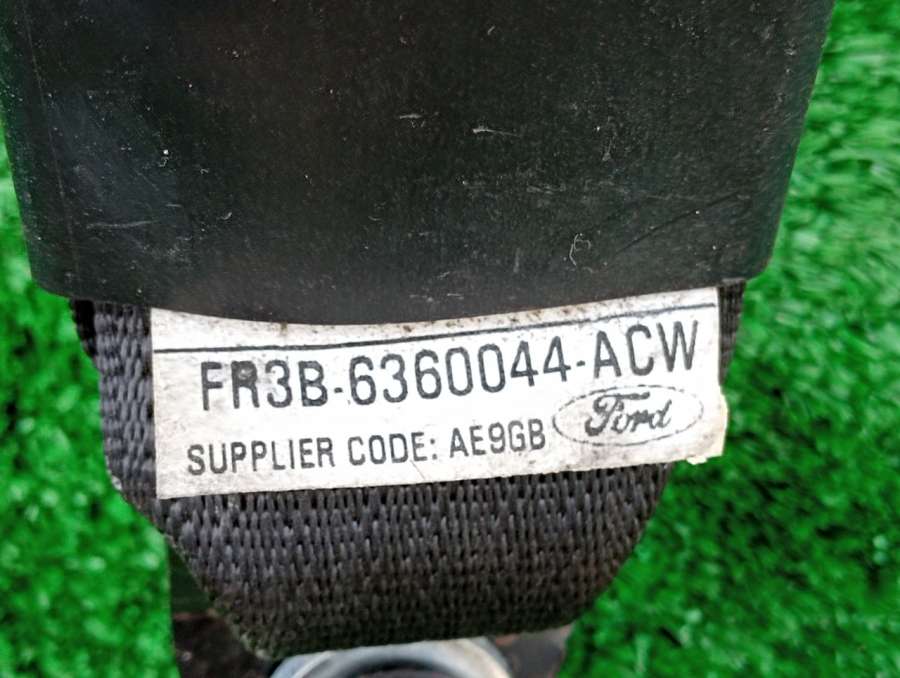 FR3B-6360044-ACW
SUPPLIER CODE: AE9GB
Ford